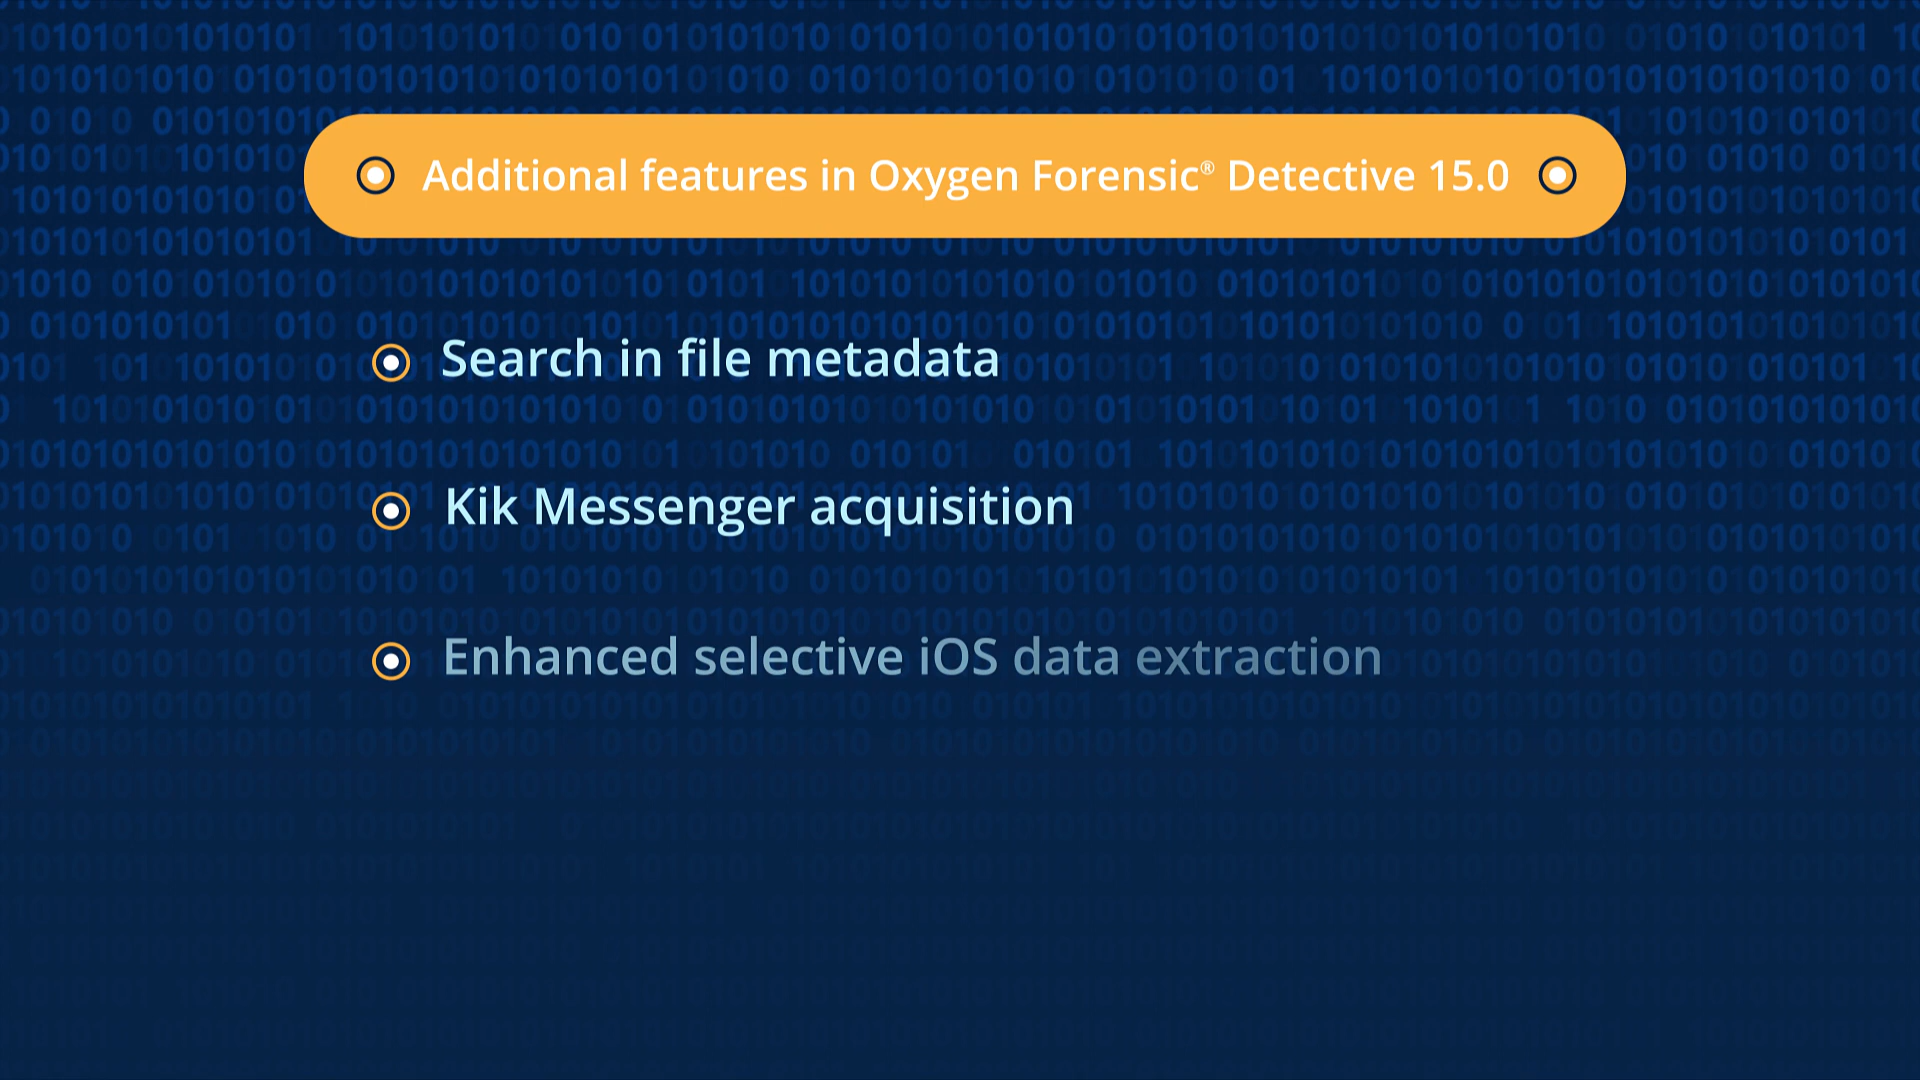 Additional features in Oxygen Forensic® Detective 15.0
Search in file metadata
Kik Messenger acquisition
Enhanced selective iOS data extraction